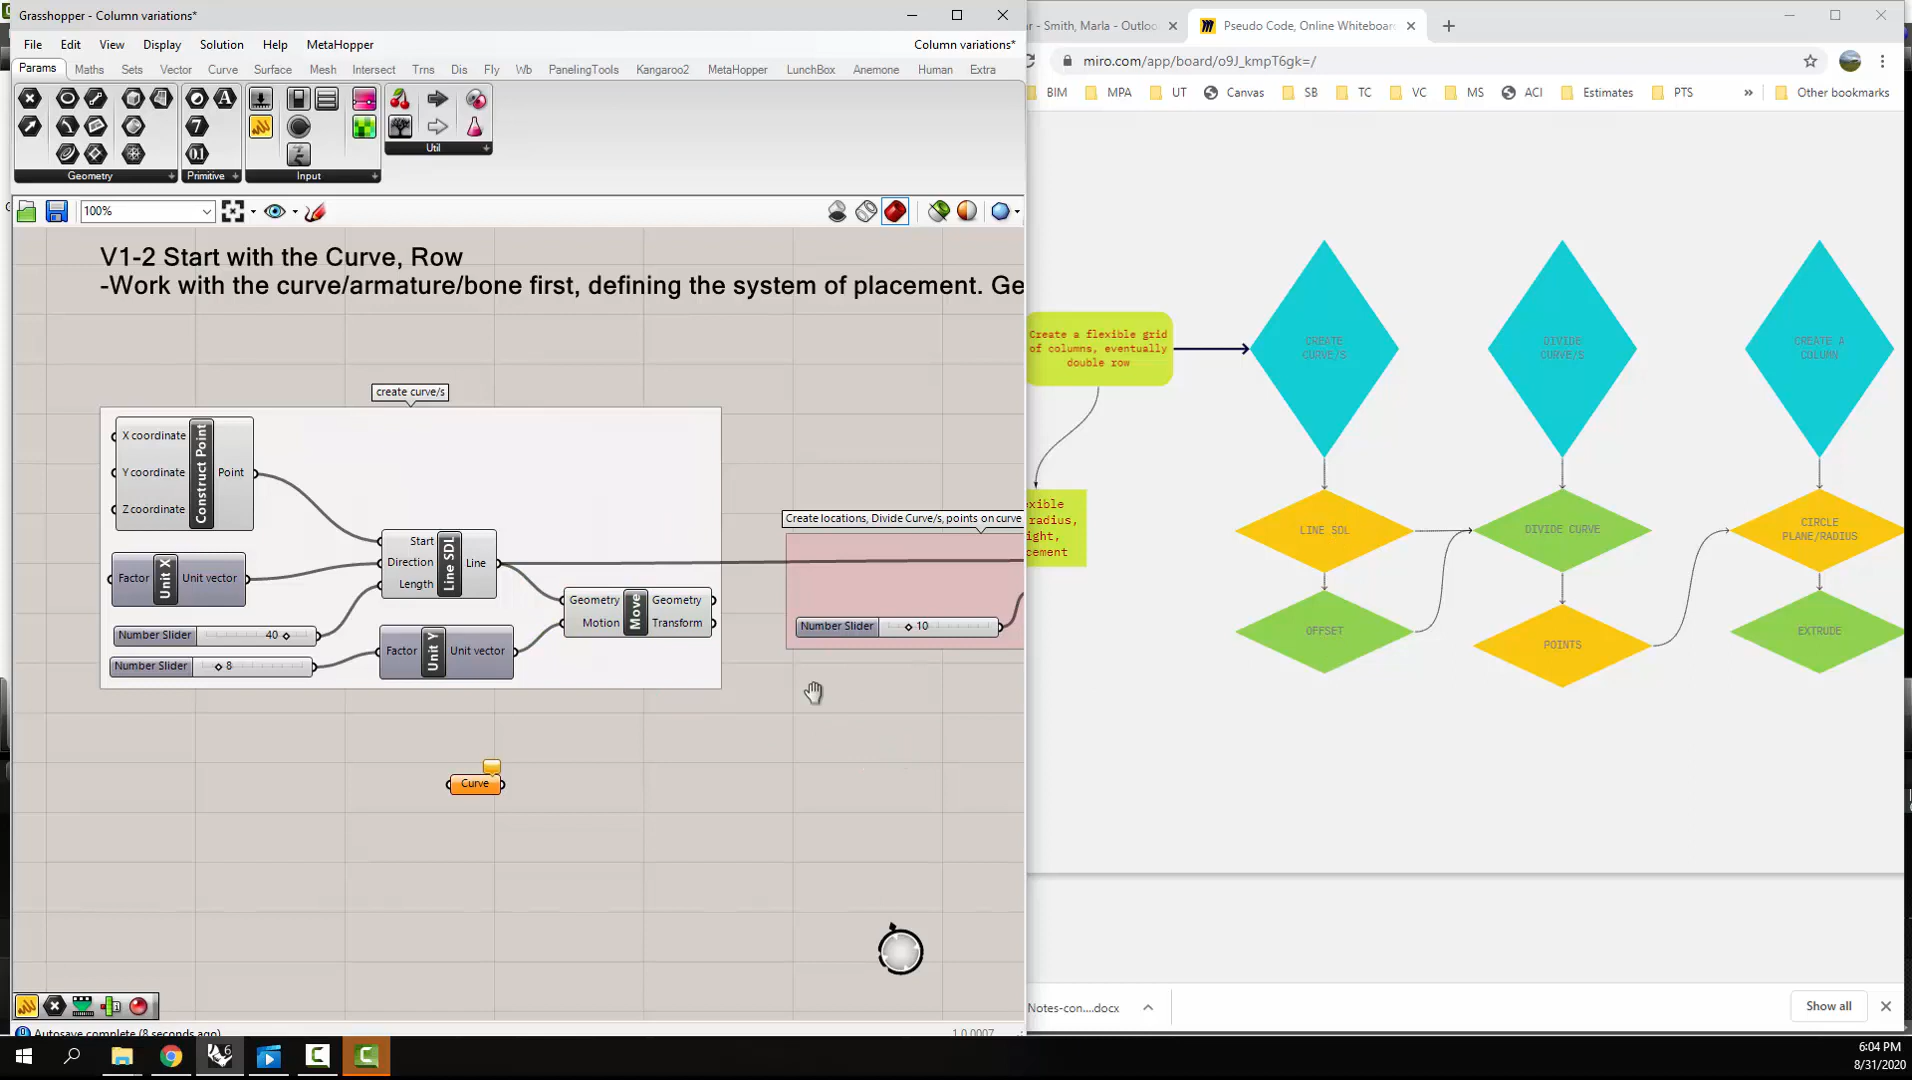 Grasshopper - Column variations*
File Edit View Display Solution Help MetaHopper
Column variations*
Params Maths Sets Vector Curve Surface Mesh Intersect Trns Dis Fly Wb PanelingTools Kangaroo2 MetaHopper LunchBox Anemone Human Extra
Geometry
Primitive
Input
Util
100%
V1-2 Start with the Curve, Row
-Work with the curve/armature/bone first, defining the system of placement. Ge
create curve/s
X coordinate
Y coordinate
Z coordinate
Construct Point
Point
Factor
Unit X
Unit vector
Start
Direction
Length
Line SDL
Line
Number Slider
40
Number Slider
8
Factor
Unit Y
Unit vector
Geometry
Motion
Move
Geometry
Transform
Create locations, Divide Curve/s, points on curve
Number Slider
10
Curve
Autosave complete (8 seconds ago)
1.0.0007
ar - Smith, Marla - Outloo
Pseudo Code, Online Whiteboar
miro.com/app/board/o9J_kmpT6gk=/
BIM MPA UT Canvas SB TC VC MS ACI Estimates PTS
»
Other bookmarks
Create a flexible grid
of columns, eventually
double row
xible
radius,
ight,
cement
CREATE
CURVE/S
DIVIDE
CURVE/S
CREATE A
COLUMN
LINE SDL
DIVIDE CURVE
CIRCLE
PLANE/RADIUS
OFFSET
POINTS
EXTRUDE
Notes-con....docx
Show all
6:04 PM
8/31/2020